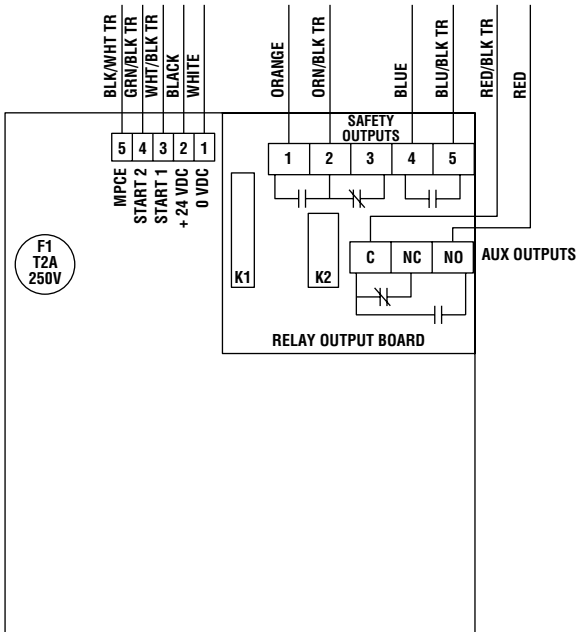 BLK/WHT TR
GRN/BLK TR
WHT/BLK TR
BLACK
WHITE
ORANGE
ORN/BLK TR
BLUE
BLU/BLK TR
RED/BLK TR
RED
SAFETY
OUTPUTS
5 4 3 2 1
1 2 3 4 5
MPCE
START 2
START 1
+ 24 VDC
0 VDC
F1
T2A
250V
K1
K2
C NC NO
AUX OUTPUTS
RELAY OUTPUT BOARD